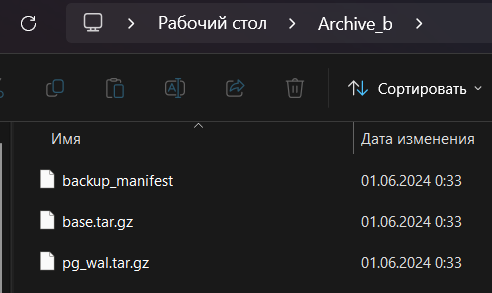 Рабочий стол > Archive_b >
Сортировать
Имя Дата изменения
backup_manifest 01.06.2024 0:33
base.tar.gz 01.06.2024 0:33
pg_wal.tar.gz 01.06.2024 0:33